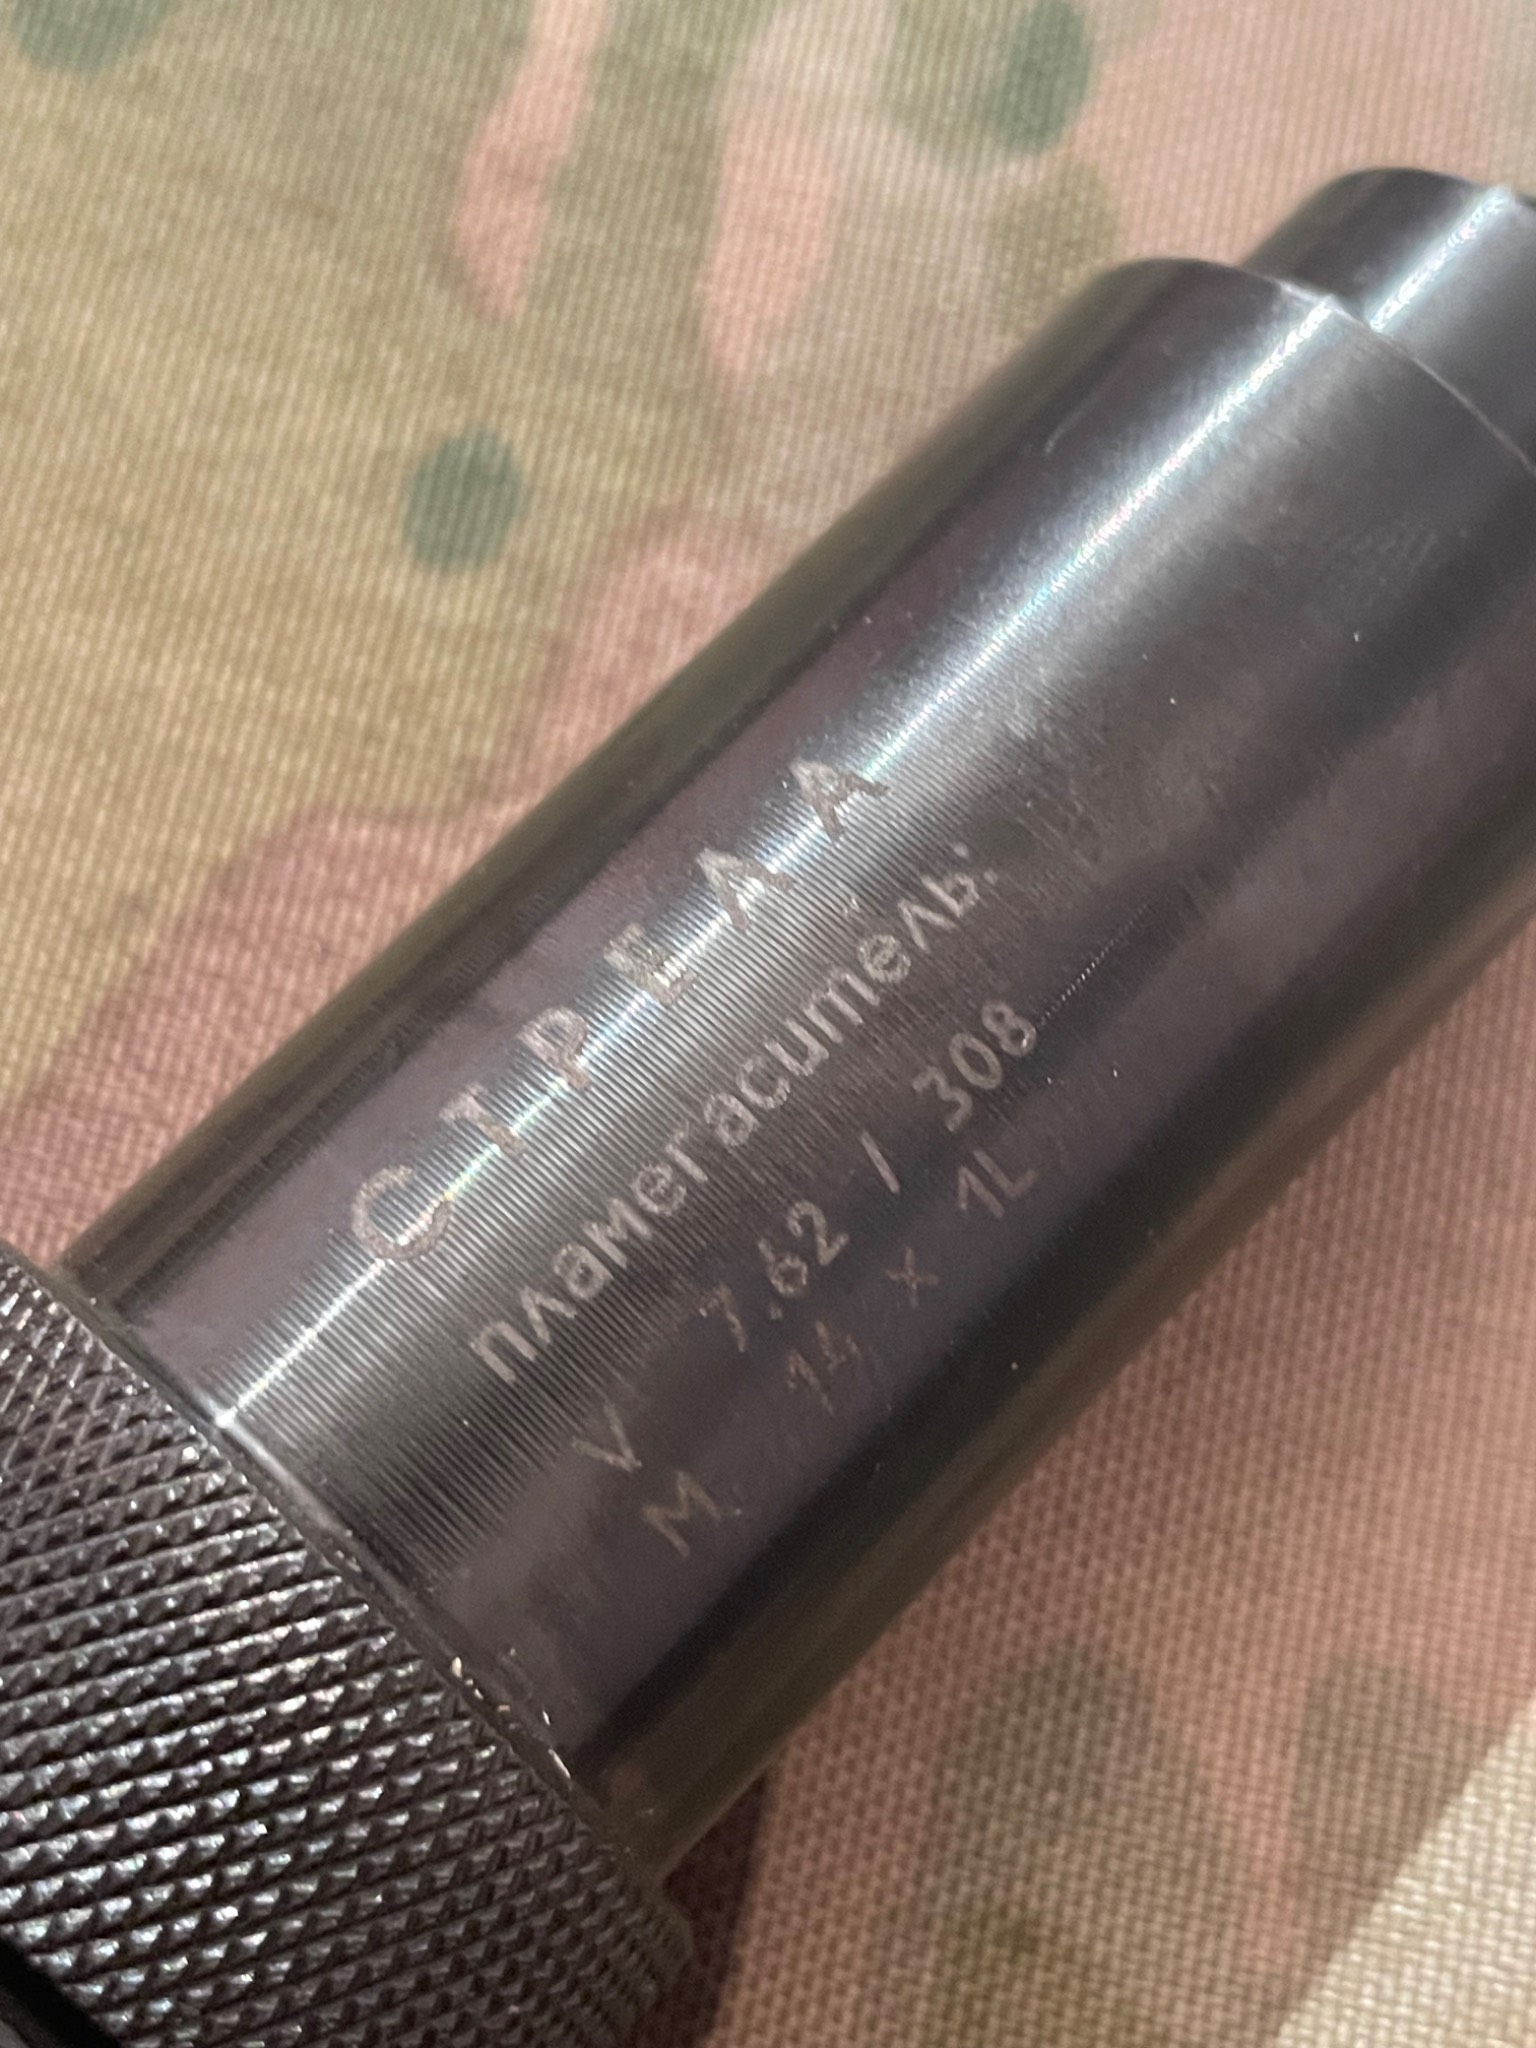 СТРЕЛА
пламегаситель:
V 7.62 / 308
М. 14 × 1L